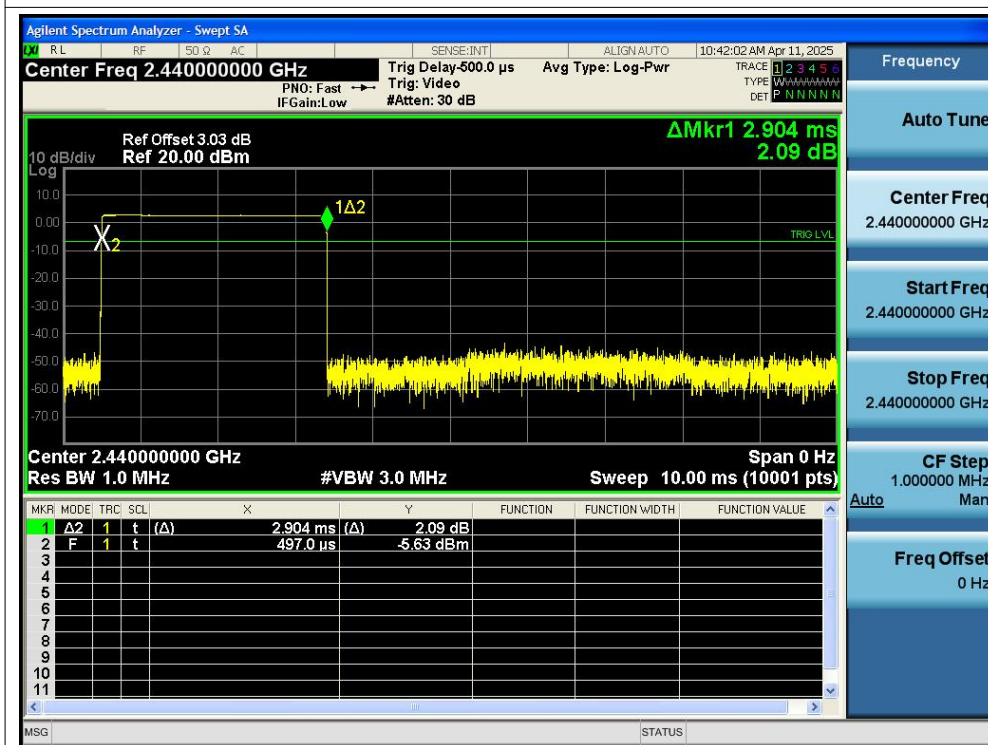 Agilent Spectrum Analyzer - Swept SA
LXI RL RF 50 Ω AC SENSE:INT ALIGN AUTO 10:42:02 AM Apr 11, 2025
Center Freq 2.440000000 GHz
PNO: Fast
IFGain:Low
Trig Delay-500.0 µs
Trig: Video
#Atten: 30 dB
Avg Type: Log-Pwr
TRACE 1 2 3 4 5 6
TYPE WWWWWW
DET P N N N N N
ΔMkr1 2.904 ms
2.09 dB
Ref Offset 3.03 dB
10 dB/div Ref 20.00 dBm
Log
10.0
0.00
-10.0
-20.0
-30.0
-40.0
-50.0
-60.0
-70.0
1Δ2
X2
TRIG LVL
Center 2.440000000 GHz Span 0 Hz
Res BW 1.0 MHz #VBW 3.0 MHz Sweep 10.00 ms (10001 pts)
MKR MODE TRC SCL X Y FUNCTION FUNCTION WIDTH FUNCTION VALUE
1 Δ2 1 t (Δ) 2.904 ms (Δ) 2.09 dB
2 F 1 t 497.0 µs -5.63 dBm
3
4
5
6
7
8
9
10
11
MSG STATUS
Frequency
Auto Tune
Center Freq
2.440000000 GHz
Start Freq
2.440000000 GHz
Stop Freq
2.440000000 GHz
CF Step
1.000000 MHz
Auto Man
Freq Offset
0 Hz